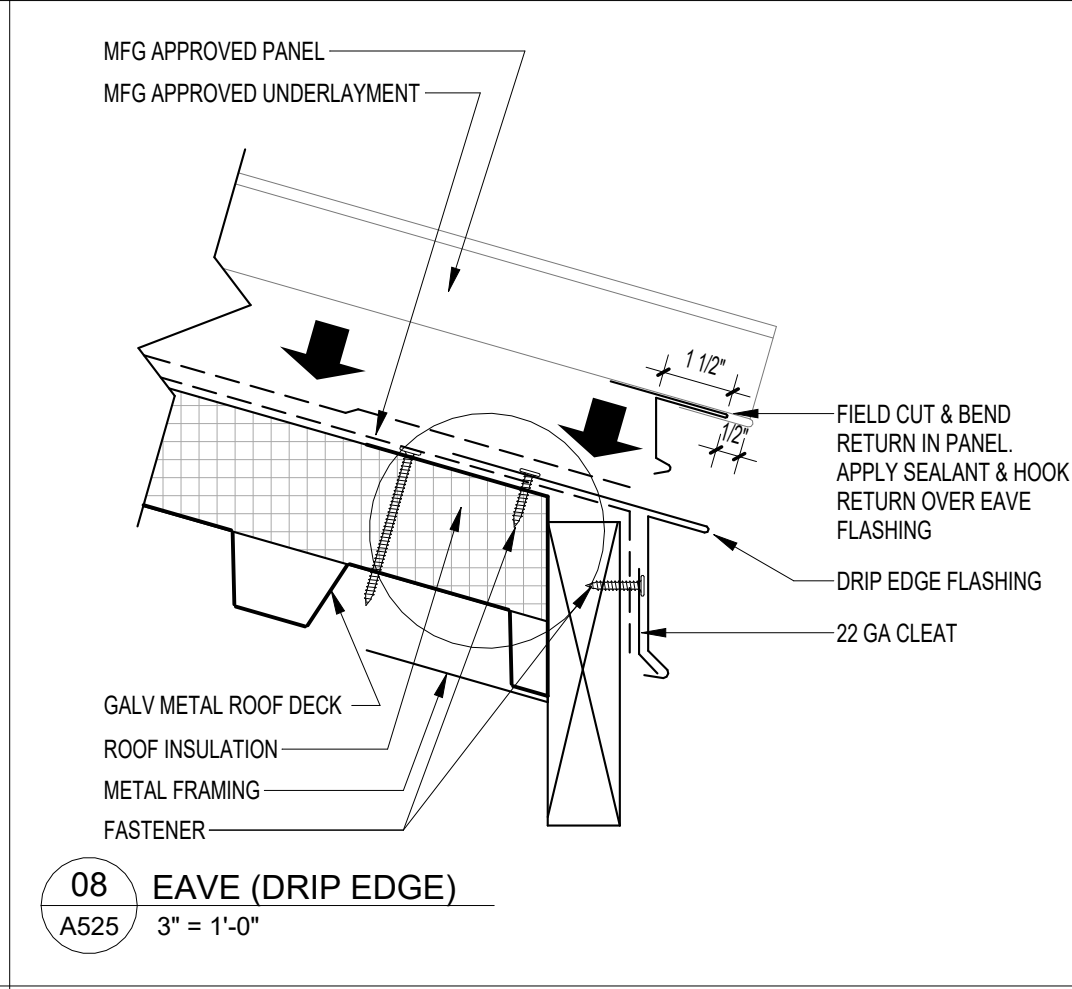 MFG APPROVED PANEL
MFG APPROVED UNDERLAYMENT
1 1/2"
1/2"
FIELD CUT & BEND
RETURN IN PANEL.
APPLY SEALANT & HOOK
RETURN OVER EAVE
FLASHING
DRIP EDGE FLASHING
22 GA CLEAT
GALV METAL ROOF DECK
ROOF INSULATION
METAL FRAMING
FASTENER
08 EAVE (DRIP EDGE)
A525 3" = 1'-0"